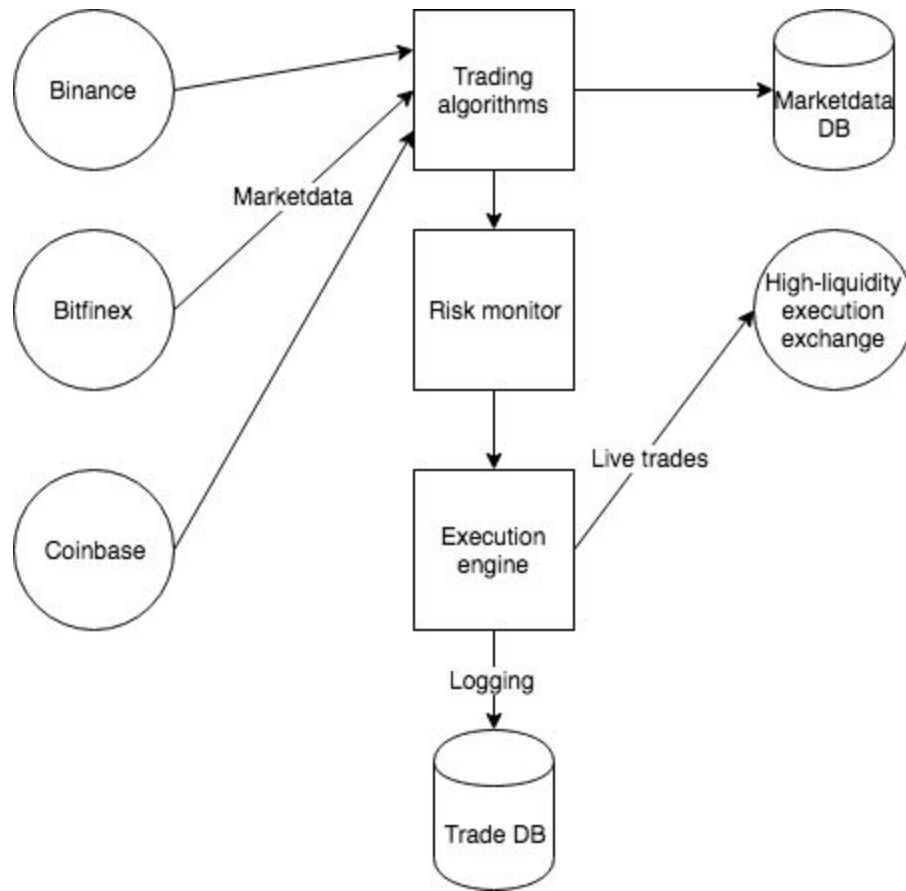 Binance
Trading
algorithms
Marketdata
DB
Marketdata
Bitfinex
Risk monitor
High-liquidity
execution
exchange
Live trades
Coinbase
Execution
engine
Logging
Trade DB